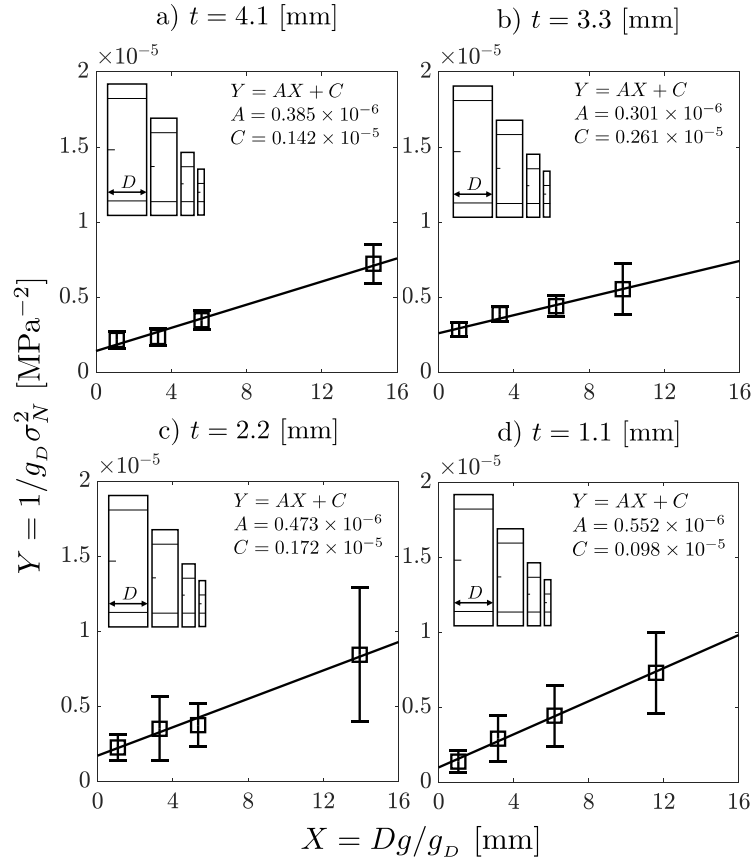 a) t = 4.1 [mm]
×10⁻⁵
2
1.5
1
0.5
0
0 4 8 12 16
Y = AX + C
A = 0.385 × 10⁻⁶
C = 0.142 × 10⁻⁵
D
b) t = 3.3 [mm]
×10⁻⁵
2
1.5
1
0.5
0
0 4 8 12 16
Y = AX + C
A = 0.301 × 10⁻⁶
C = 0.261 × 10⁻⁵
D
c) t = 2.2 [mm]
×10⁻⁵
2
1.5
1
0.5
0
0 4 8 12 16
Y = AX + C
A = 0.473 × 10⁻⁶
C = 0.172 × 10⁻⁵
D
d) t = 1.1 [mm]
×10⁻⁵
2
1.5
1
0.5
0
0 4 8 12 16
Y = AX + C
A = 0.552 × 10⁻⁶
C = 0.098 × 10⁻⁵
D
Y = 1/g_D σ_N² [MPa⁻²]
X = Dg/g_D [mm]